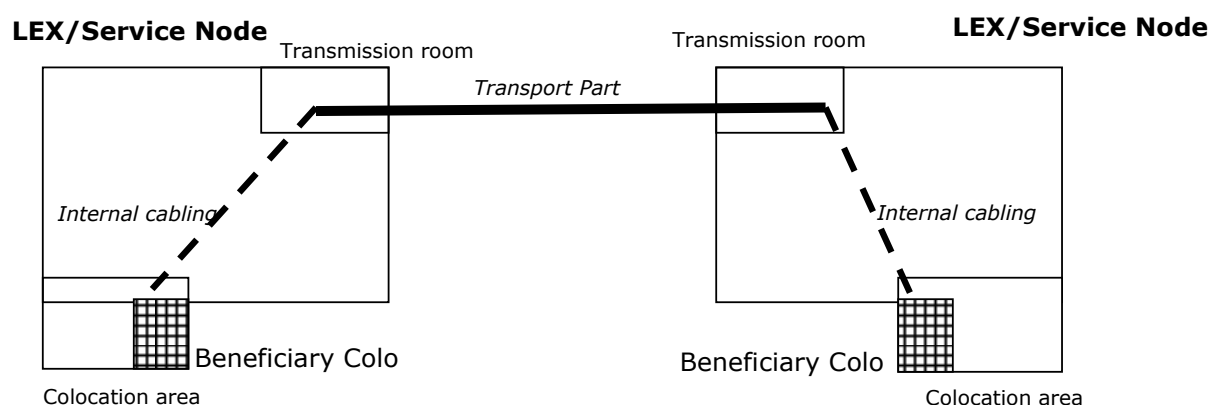 LEX/Service Node
LEX/Service Node
Transmission room
Transmission room
Transport Part
Internal cabling
Internal cabling
Beneficiary Colo
Beneficiary Colo
Colocation area
Colocation area